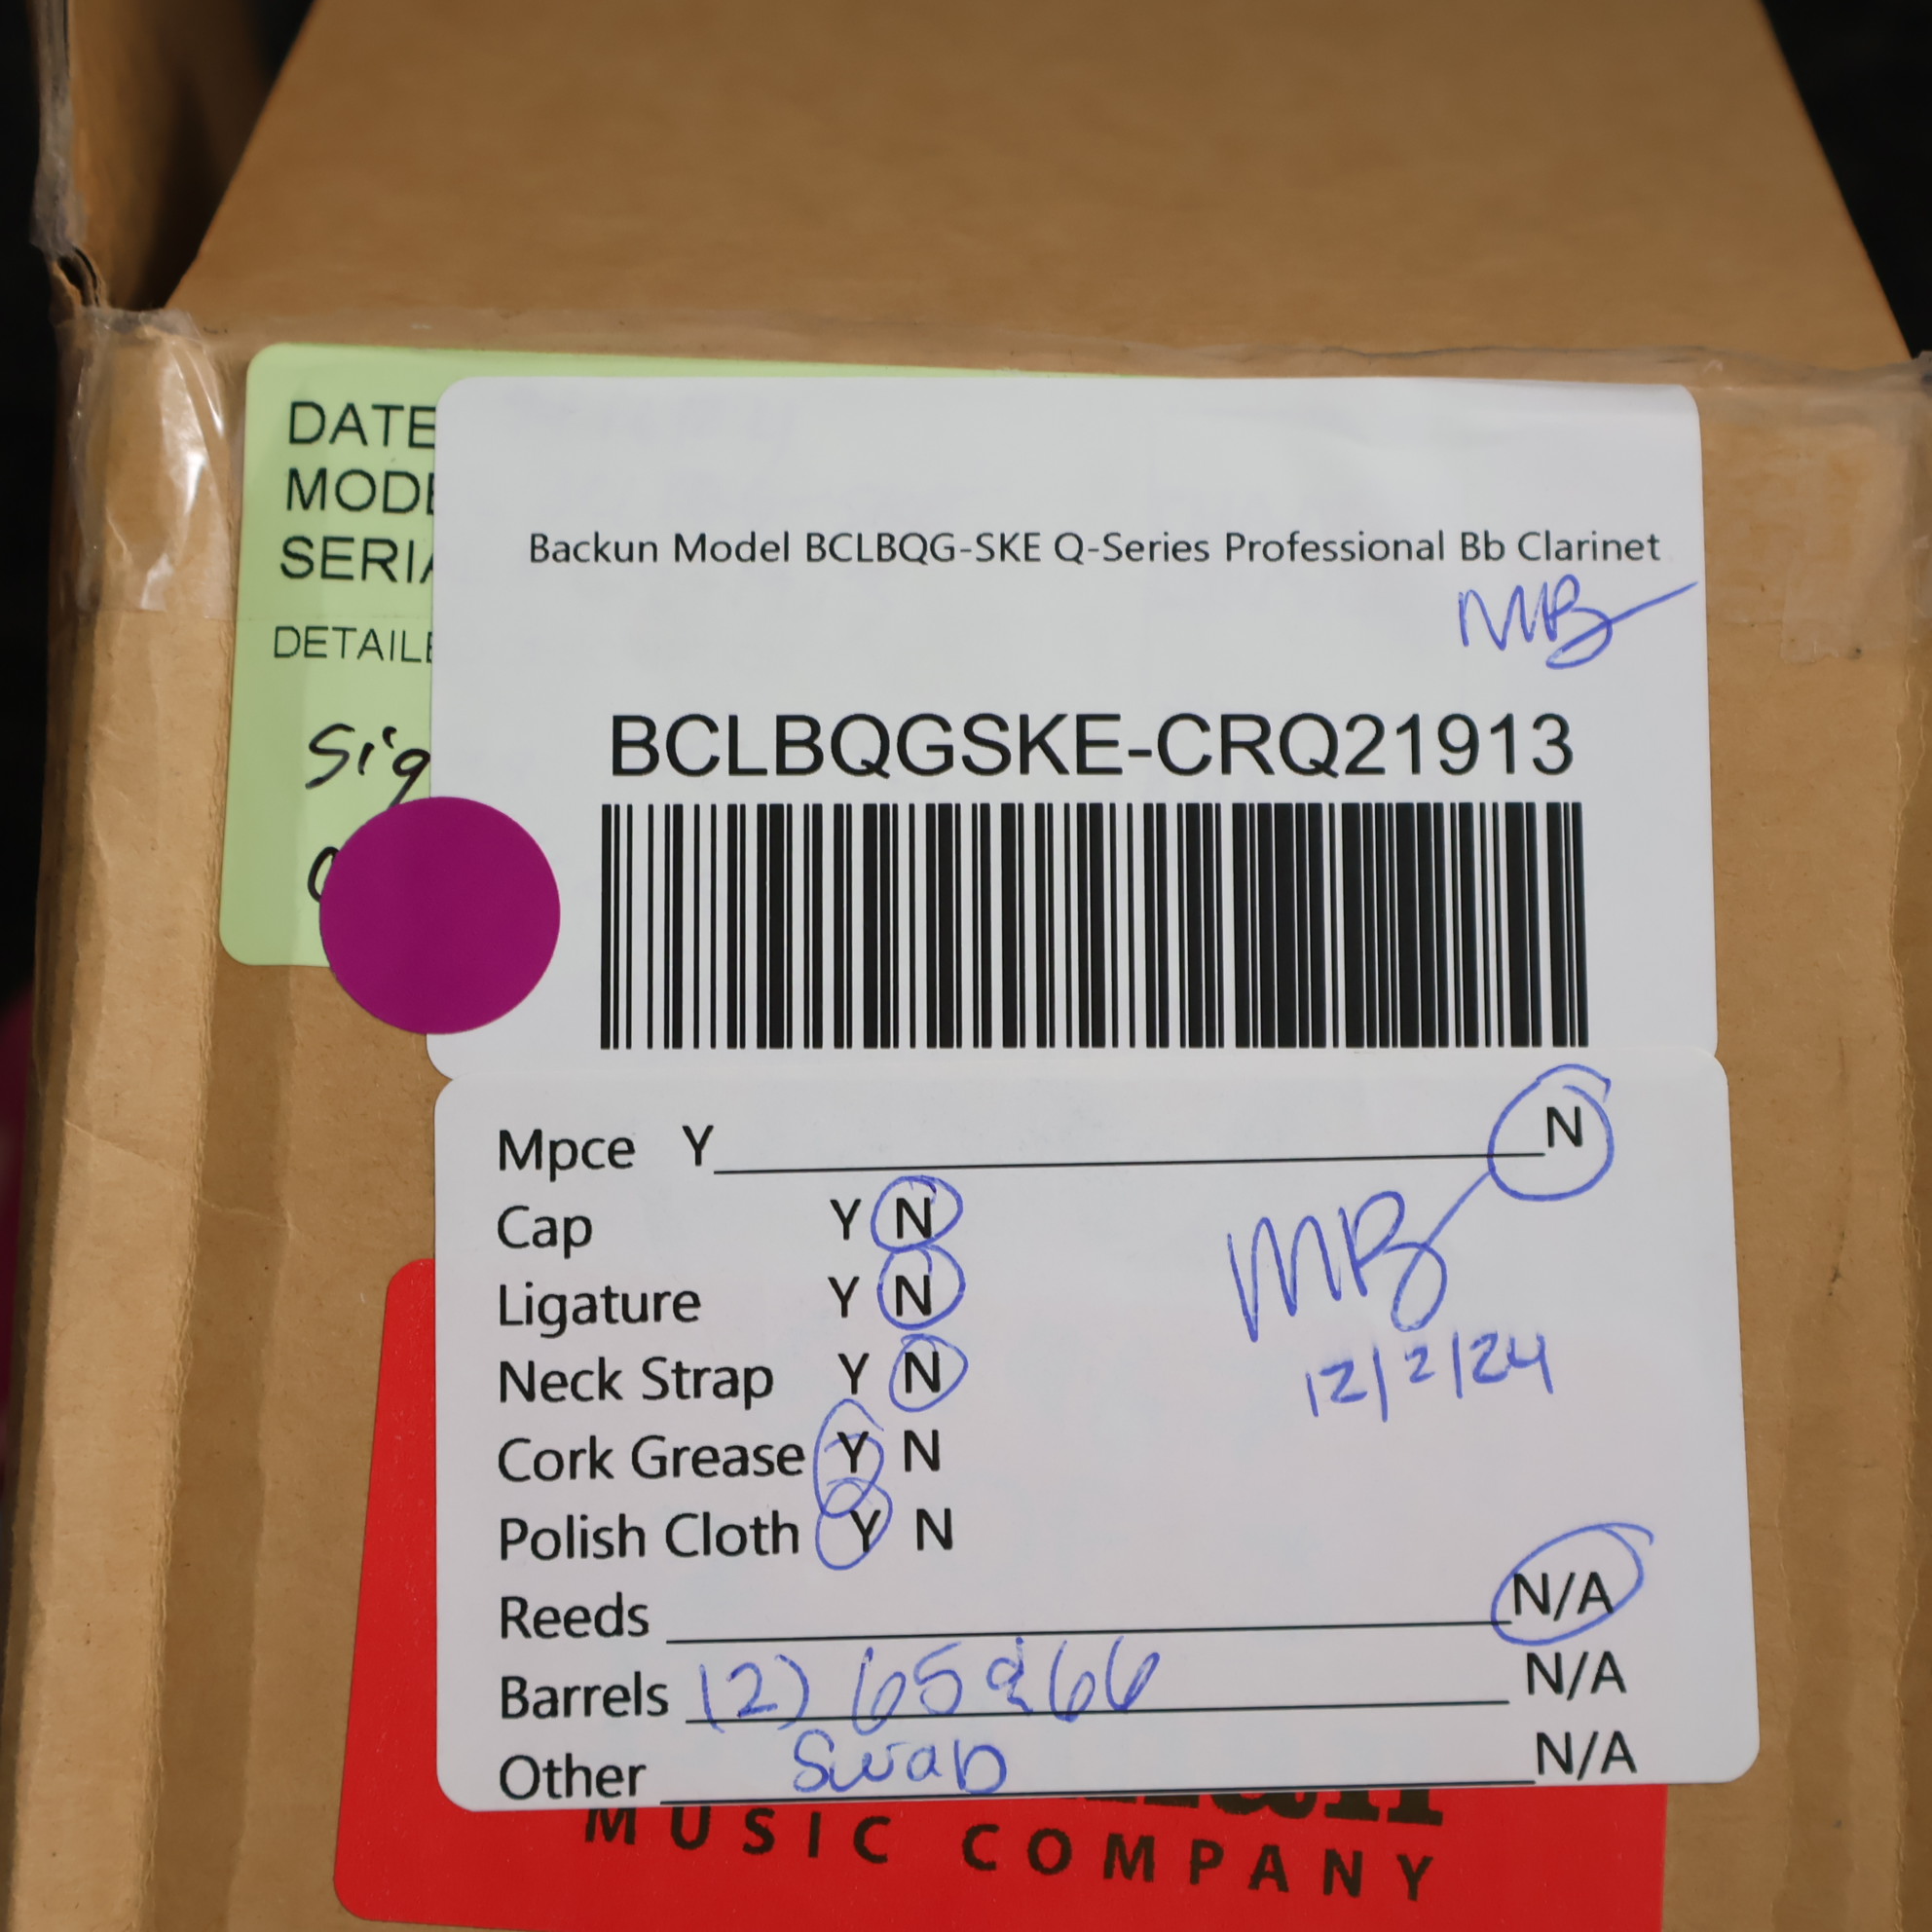 DATE
MODE
SERIA
DETAILE
Sig
Backun Model BCLBQG-SKE Q-Series Professional Bb Clarinet
MB
BCLBQGSKE-CRQ21913
Mpce Y N
Cap Y N
Ligature Y N
MB
12/2/24
Neck Strap Y N
Cork Grease Y N
Polish Cloth Y N
Reeds N/A
Barrels (2) 65 & 66 N/A
Other Swab N/A
MUSIC COMPANY